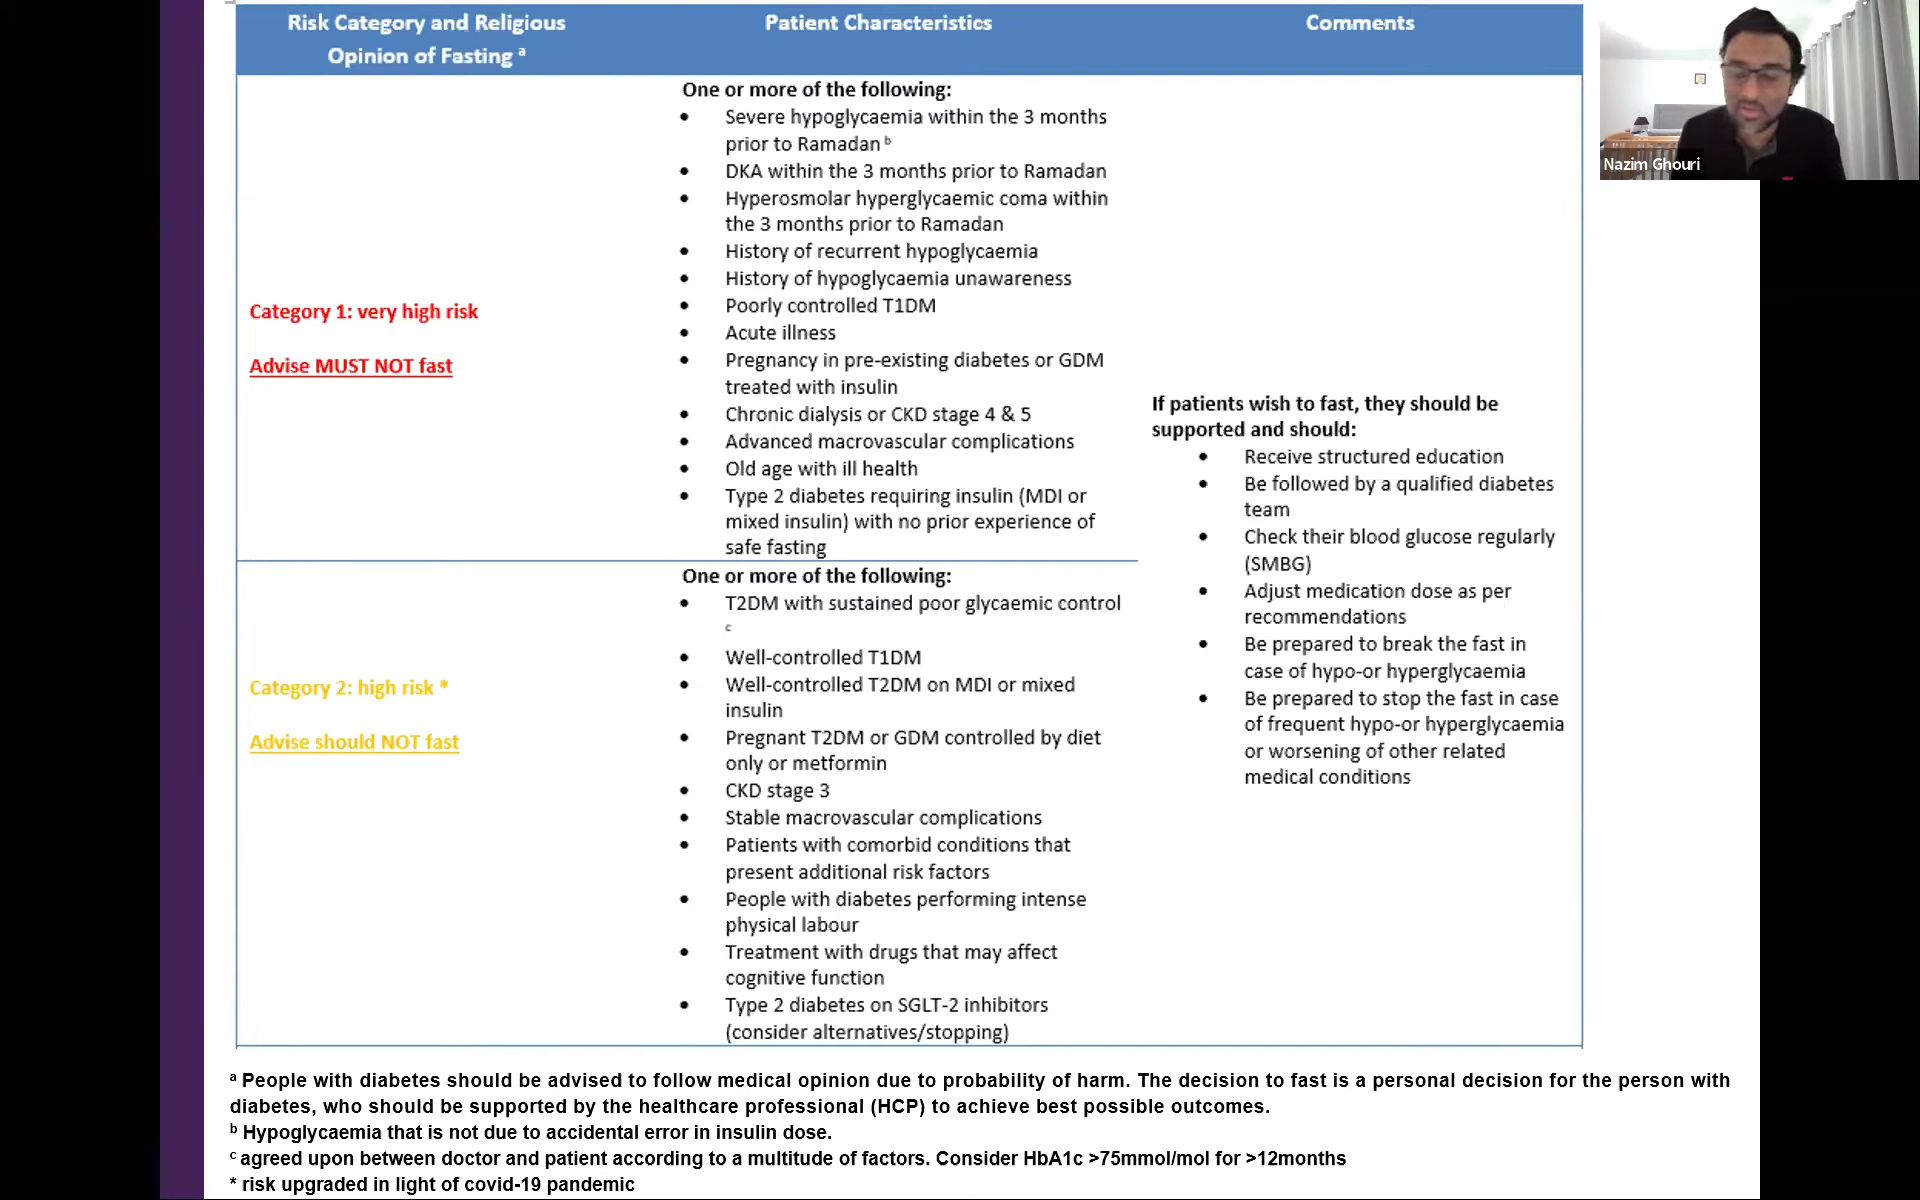 Risk Category and Religious
Opinion of Fasting a
Patient Characteristics
Comments
Category 1: very high risk
Advise MUST NOT fast
One or more of the following:
• Severe hypoglycaemia within the 3 months
prior to Ramadan b
• DKA within the 3 months prior to Ramadan
• Hyperosmolar hyperglycaemic coma within
the 3 months prior to Ramadan
• History of recurrent hypoglycaemia
• History of hypoglycaemia unawareness
• Poorly controlled T1DM
• Acute illness
• Pregnancy in pre-existing diabetes or GDM
treated with insulin
• Chronic dialysis or CKD stage 4 & 5
• Advanced macrovascular complications
• Old age with ill health
• Type 2 diabetes requiring insulin (MDI or
mixed insulin) with no prior experience of
safe fasting
Category 2: high risk *
Advise should NOT fast
One or more of the following:
• T2DM with sustained poor glycaemic control
c
• Well-controlled T1DM
• Well-controlled T2DM on MDI or mixed
insulin
• Pregnant T2DM or GDM controlled by diet
only or metformin
• CKD stage 3
• Stable macrovascular complications
• Patients with comorbid conditions that
present additional risk factors
• People with diabetes performing intense
physical labour
• Treatment with drugs that may affect
cognitive function
• Type 2 diabetes on SGLT-2 inhibitors
(consider alternatives/stopping)
If patients wish to fast, they should be
supported and should:
• Receive structured education
• Be followed by a qualified diabetes
team
• Check their blood glucose regularly
(SMBG)
• Adjust medication dose as per
recommendations
• Be prepared to break the fast in
case of hypo-or hyperglycaemia
• Be prepared to stop the fast in case
of frequent hypo-or hyperglycaemia
or worsening of other related
medical conditions
a People with diabetes should be advised to follow medical opinion due to probability of harm. The decision to fast is a personal decision for the person with
diabetes, who should be supported by the healthcare professional (HCP) to achieve best possible outcomes.
b Hypoglycaemia that is not due to accidental error in insulin dose.
c agreed upon between doctor and patient according to a multitude of factors. Consider HbA1c >75mmol/mol for >12months
* risk upgraded in light of covid-19 pandemic
Nazim Ghouri